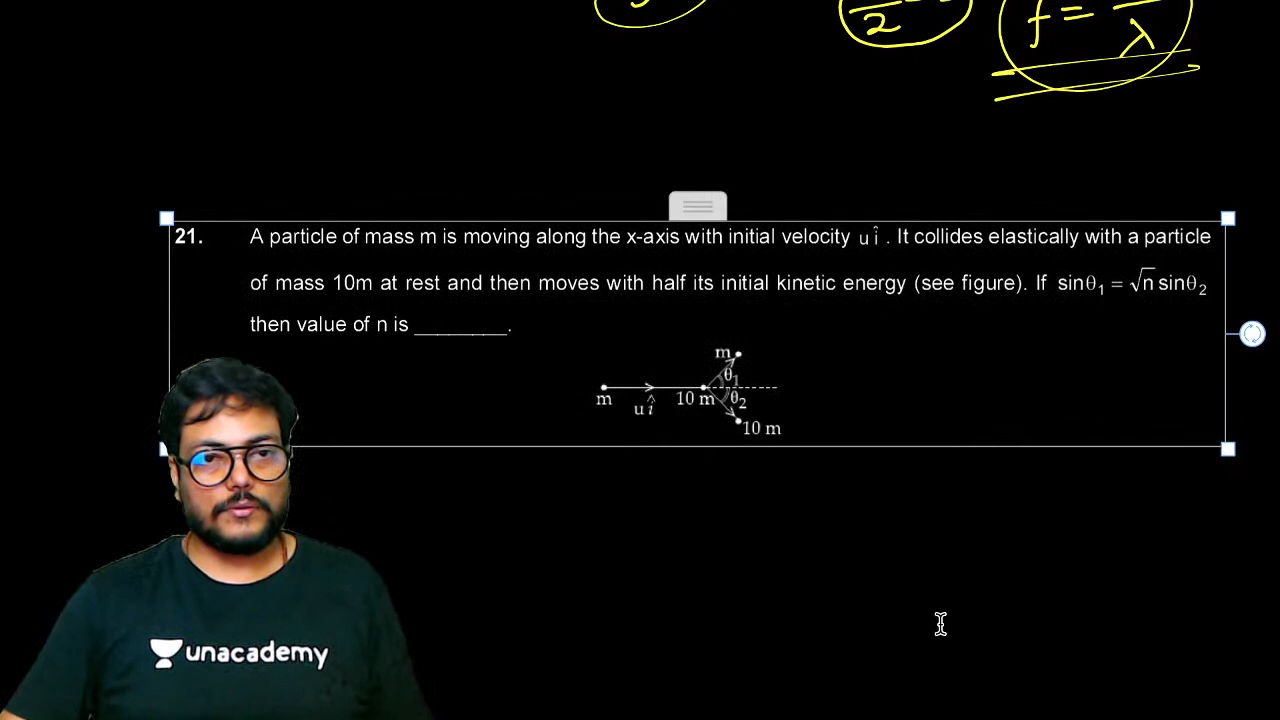 2
f =
λ
21. A particle of mass m is moving along the x-axis with initial velocity u î . It collides elastically with a particle
of mass 10m at rest and then moves with half its initial kinetic energy (see figure). If sinθ₁ = √n sinθ₂
then value of n is ________.
m
θ₁
m
u î
10 m
θ₂
10 m
unacademy